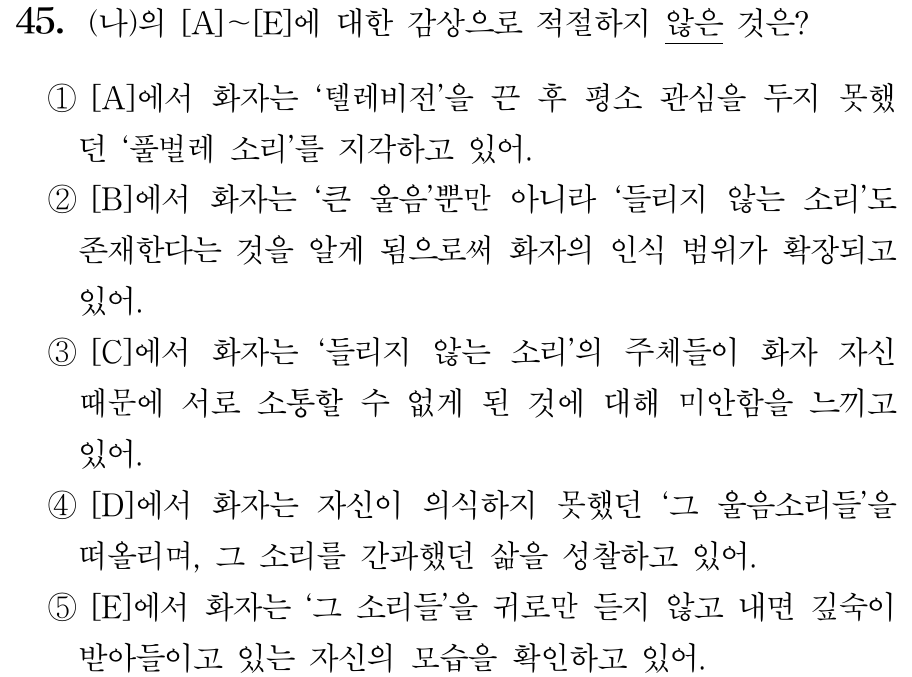 45. (나)의 [A]~[E]에 대한 감상으로 적절하지 않은 것은?
① [A]에서 화자는 ‘텔레비전’을 끈 후 평소 관심을 두지 못했
던 ‘풀벌레 소리’를 지각하고 있어.
② [B]에서 화자는 ‘큰 울음’뿐만 아니라 ‘들리지 않는 소리’도
존재한다는 것을 알게 됨으로써 화자의 인식 범위가 확장되고
있어.
③ [C]에서 화자는 ‘들리지 않는 소리’의 주체들이 화자 자신
때문에 서로 소통할 수 없게 된 것에 대해 미안함을 느끼고
있어.
④ [D]에서 화자는 자신이 의식하지 못했던 ‘그 울음소리들’을
떠올리며, 그 소리를 간과했던 삶을 성찰하고 있어.
⑤ [E]에서 화자는 ‘그 소리들’을 귀로만 듣지 않고 내면 깊숙이
받아들이고 있는 자신의 모습을 확인하고 있어.